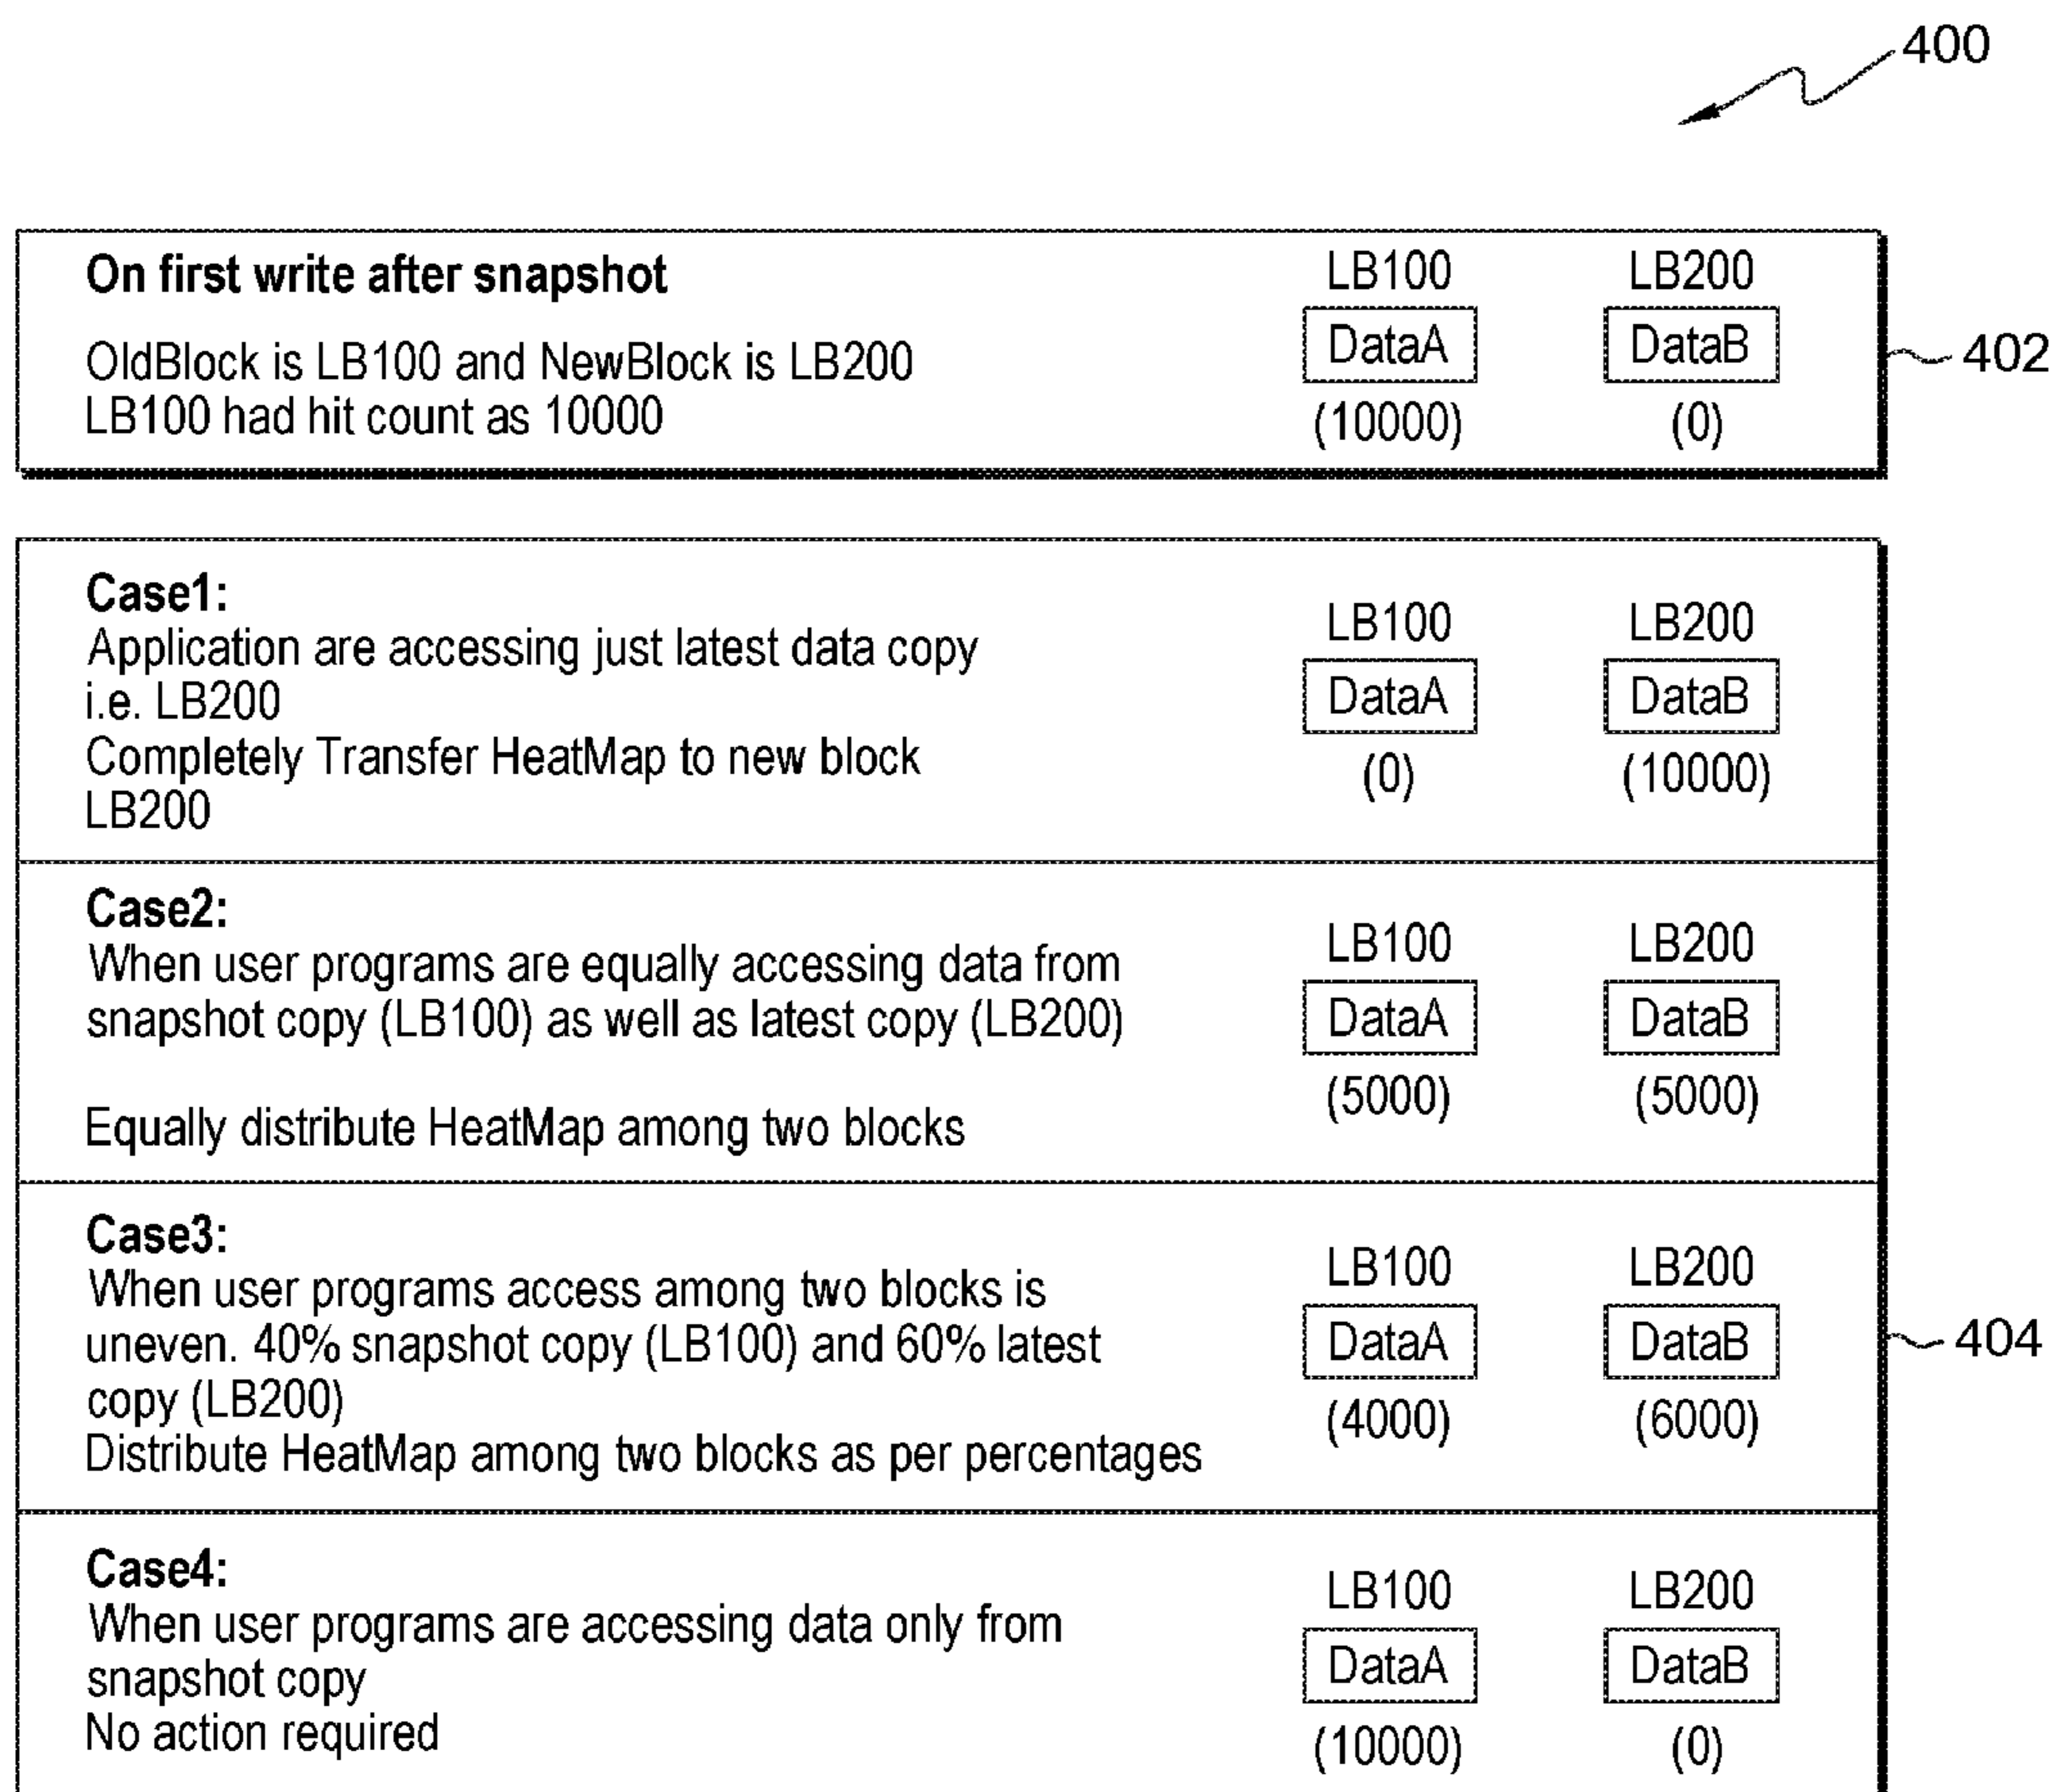 400
On first write after snapshot
OldBlock is LB100 and NewBlock is LB200
LB100 had hit count as 10000
LB100 LB200
DataA DataB
(10000) (0)
402
Case1:
Application are accessing just latest data copy
i.e. LB200
Completely Transfer HeatMap to new block
LB200
LB100 LB200
DataA DataB
(0) (10000)
Case2:
When user programs are equally accessing data from
snapshot copy (LB100) as well as latest copy (LB200)
Equally distribute HeatMap among two blocks
LB100 LB200
DataA DataB
(5000) (5000)
Case3:
When user programs access among two blocks is
uneven. 40% snapshot copy (LB100) and 60% latest
copy (LB200)
Distribute HeatMap among two blocks as per percentages
LB100 LB200
DataA DataB
(4000) (6000)
404
Case4:
When user programs are accessing data only from
snapshot copy
No action required
LB100 LB200
DataA DataB
(10000) (0)